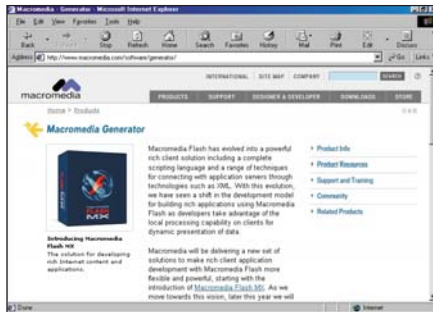 Macromedia - Generator - Microsoft Internet Explorer
File Edit View Favorites Tools Help
Back Forward Stop Refresh Home Search Favorites History Mail Print Edit Discuss
Address http://www.macromedia.com/software/generator/ Go Links
INTERNATIONAL SITE MAP COMPANY SEARCH
macromedia
PRODUCTS SUPPORT DESIGNER & DEVELOPER DOWNLOADS STORE
Home > Products
Macromedia Generator
FLASH MX
Introducing Macromedia
Flash MX
The solution for developing
rich Internet content and
applications.
Macromedia Flash has evolved into a powerful
rich client solution including a complete
scripting language and a range of techniques
for connecting with application servers through
technologies such as XML. With this evolution,
we have seen a shift in the development model
for building rich applications using Macromedia
Flash as developers take advantage of the
local processing capability on clients for
dynamic presentation of data.
Macromedia will be delivering a new set of
solutions to make rich client application
development with Macromedia Flash more
flexible and powerful, starting with the
introduction of Macromedia Flash MX. As we
move towards this vision, later this year we will
Product Info
Product Resources
Support and Training
Community
Related Products
Done Internet